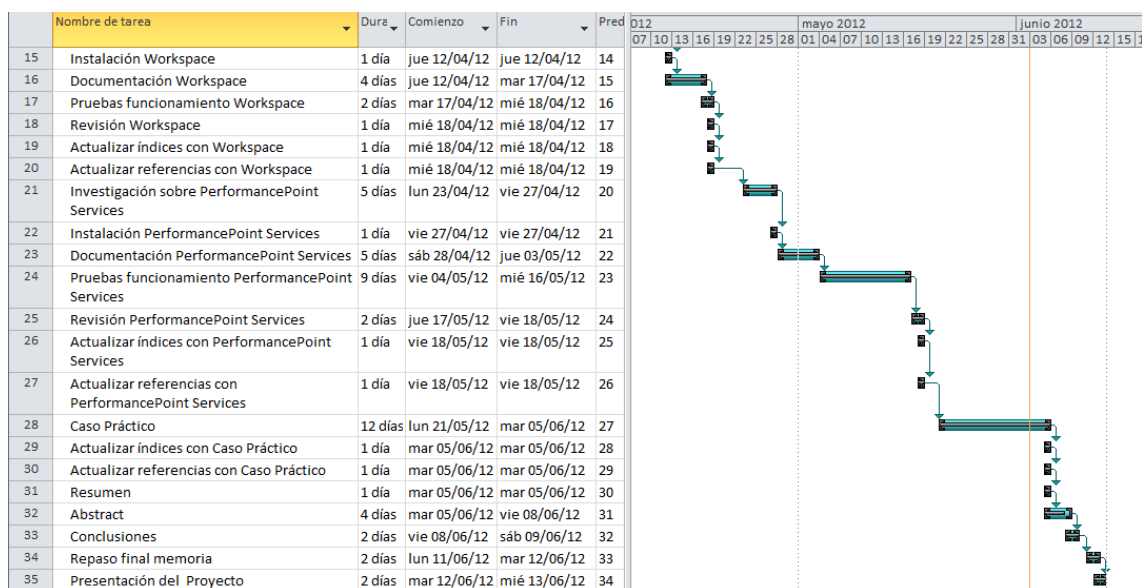 Nombre de tarea Dura Comienzo Fin Pred 012 mayo 2012 junio 2012
07 10 13 16 19 22 25 28 01 04 07 10 13 16 19 22 25 28 31 03 06 09 12 15
15 Instalación Workspace 1 día jue 12/04/12 jue 12/04/12 14
16 Documentación Workspace 4 días jue 12/04/12 mar 17/04/12 15
17 Pruebas funcionamiento Workspace 2 días mar 17/04/12 mié 18/04/12 16
18 Revisión Workspace 1 día mié 18/04/12 mié 18/04/12 17
19 Actualizar índices con Workspace 1 día mié 18/04/12 mié 18/04/12 18
20 Actualizar referencias con Workspace 1 día mié 18/04/12 mié 18/04/12 19
21 Investigación sobre PerformancePoint 5 días lun 23/04/12 vie 27/04/12 20
Services
22 Instalación PerformancePoint Services 1 día vie 27/04/12 vie 27/04/12 21
23 Documentación PerformancePoint Services 5 días sáb 28/04/12 jue 03/05/12 22
24 Pruebas funcionamiento PerformancePoint 9 días vie 04/05/12 mié 16/05/12 23
Services
25 Revisión PerformancePoint Services 2 días jue 17/05/12 vie 18/05/12 24
26 Actualizar índices con PerformancePoint 1 día vie 18/05/12 vie 18/05/12 25
Services
27 Actualizar referencias con 1 día vie 18/05/12 vie 18/05/12 26
PerformancePoint Services
28 Caso Práctico 12 días lun 21/05/12 mar 05/06/12 27
29 Actualizar índices con Caso Práctico 1 día mar 05/06/12 mar 05/06/12 28
30 Actualizar referencias con Caso Práctico 1 día mar 05/06/12 mar 05/06/12 29
31 Resumen 1 día mar 05/06/12 mar 05/06/12 30
32 Abstract 4 días mar 05/06/12 vie 08/06/12 31
33 Conclusiones 2 días vie 08/06/12 sáb 09/06/12 32
34 Repaso final memoria 2 días lun 11/06/12 mar 12/06/12 33
35 Presentación del Proyecto 2 días mar 12/06/12 mié 13/06/12 34